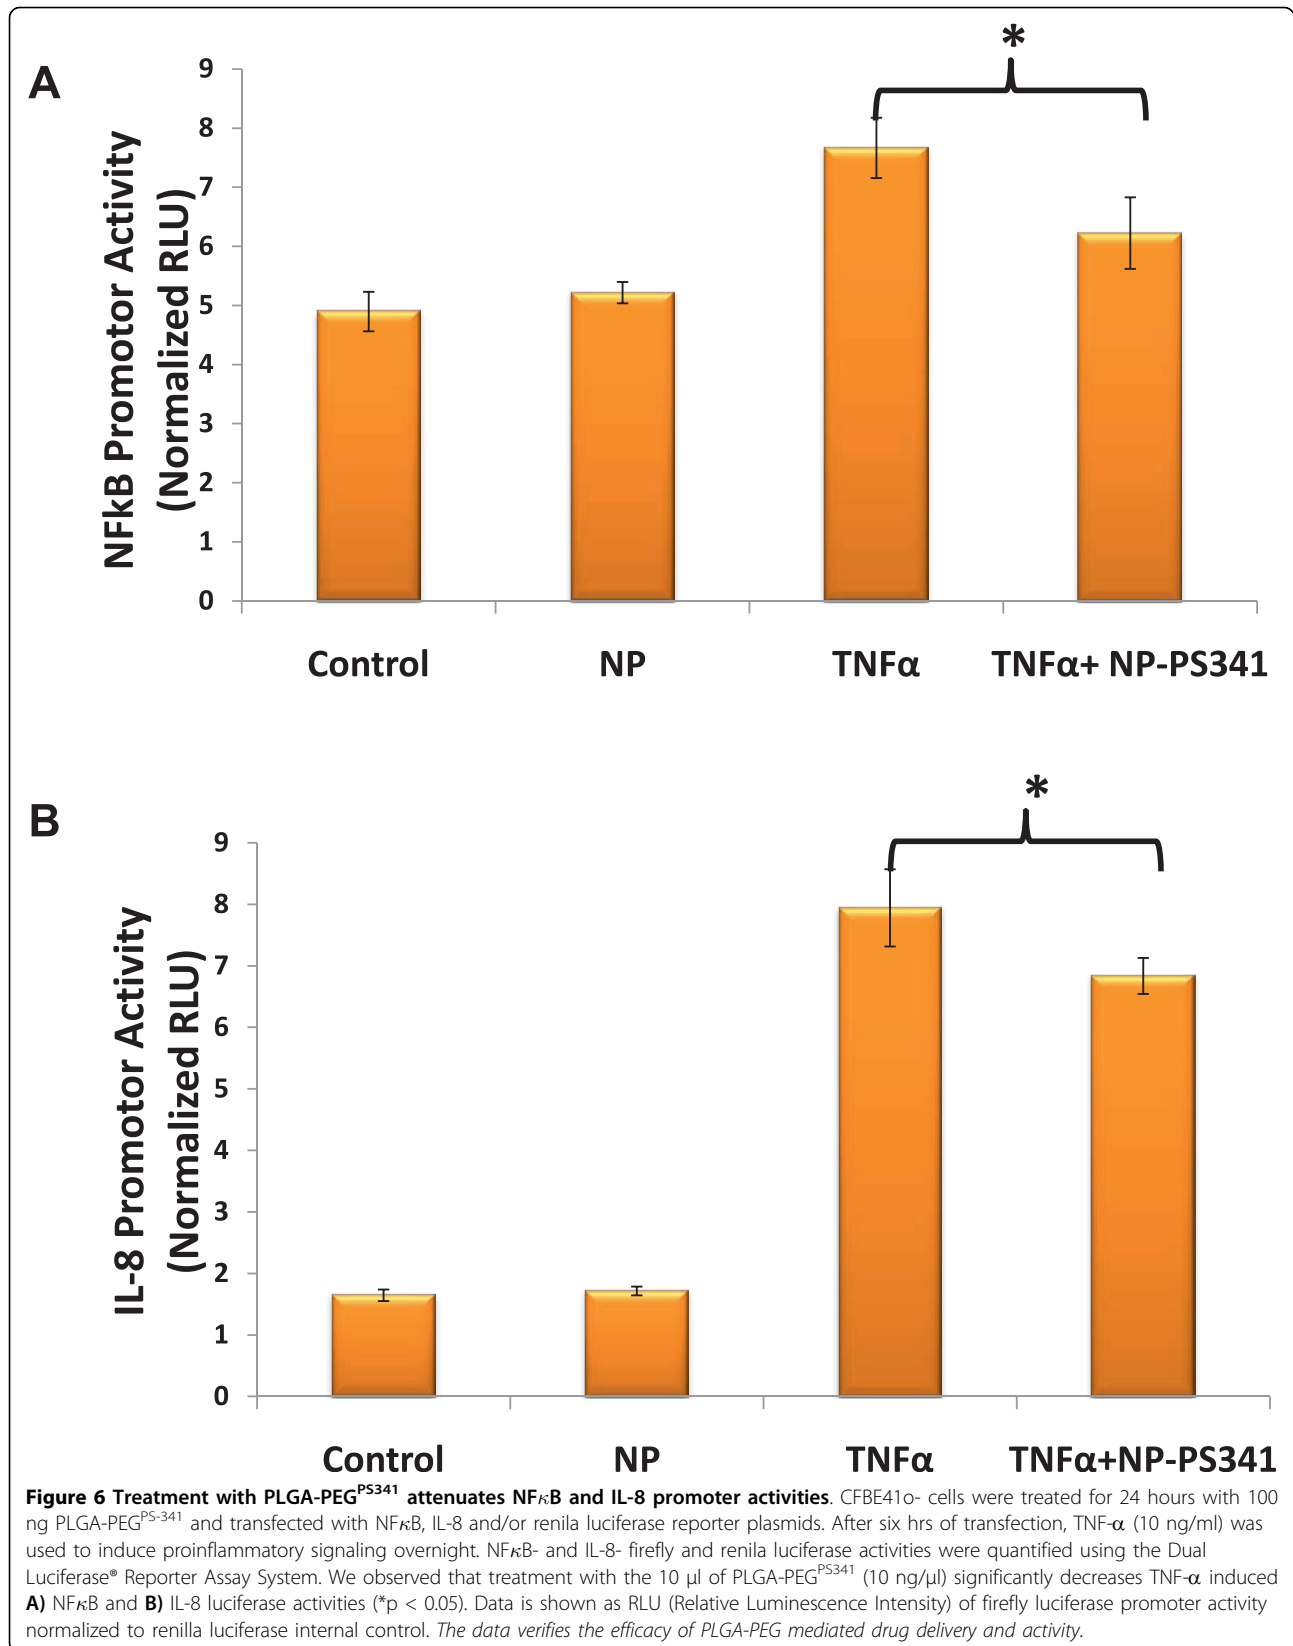 A
*
NFkB Promotor Activity
(Normalized RLU)
9
8
7
6
5
4
3
2
1
0
Control NP TNFα TNFα+ NP-PS341
B
*
IL-8 Promotor Activity
(Normalized RLU)
9
8
7
6
5
4
3
2
1
0
Control NP TNFα TNFα+NP-PS341
Figure 6 Treatment with PLGA-PEG^PS341 attenuates NFκB and IL-8 promoter activities. CFBE41o- cells were treated for 24 hours with 100
ng PLGA-PEG^PS-341 and transfected with NFκB, IL-8 and/or renila luciferase reporter plasmids. After six hrs of transfection, TNF-α (10 ng/ml) was
used to induce proinflammatory signaling overnight. NFκB- and IL-8- firefly and renila luciferase activities were quantified using the Dual
Luciferase® Reporter Assay System. We observed that treatment with the 10 μl of PLGA-PEG^PS341 (10 ng/μl) significantly decreases TNF-α induced
A) NFκB and B) IL-8 luciferase activities (*p < 0.05). Data is shown as RLU (Relative Luminescence Intensity) of firefly luciferase promoter activity
normalized to renilla luciferase internal control. The data verifies the efficacy of PLGA-PEG mediated drug delivery and activity.